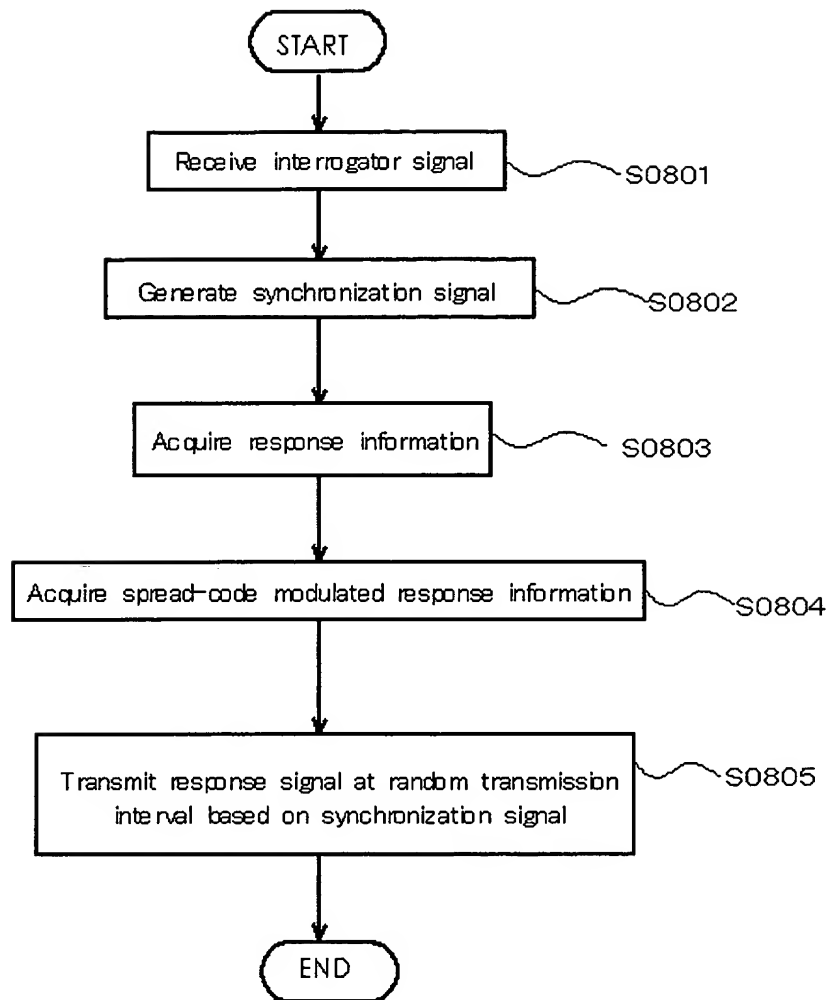 START
Receive interrogator signal
S0801
Generate synchronization signal
S0802
Acquire response information
S0803
Acquire spread-code modulated response information
S0804
Transmit response signal at random transmission
interval based on synchronization signal
S0805
END